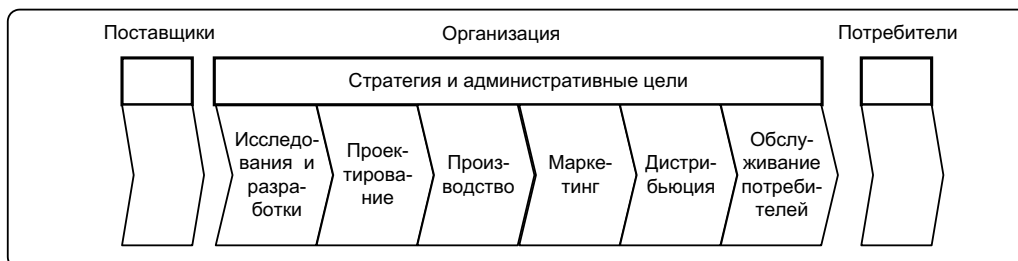 Поставщики
Организация
Потребители
Стратегия и административные цели
Исследо-
вания и
разра-
ботки
Проек-
тирова-
ние
Произ-
водство
Марке-
тинг
Дистри-
бьюция
Обслу-
живание
потреби-
телей